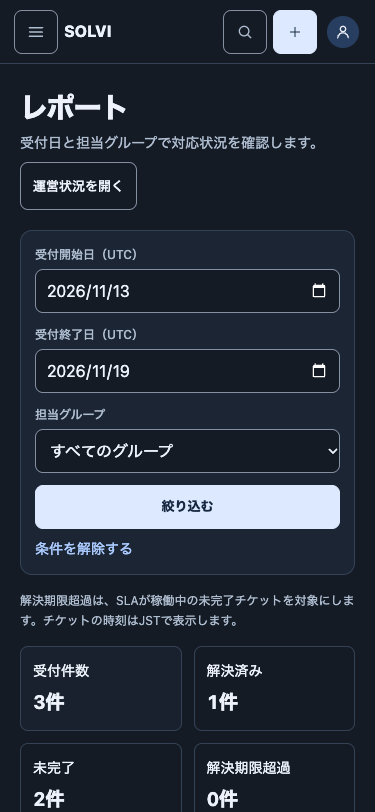 SOLVI
レポート
受付日と担当グループで対応状況を確認します。
運営状況を開く
受付開始日（UTC）
2026/11/13
受付終了日（UTC）
2026/11/19
担当グループ
すべてのグループ
絞り込む
条件を解除する
解決期限超過は、SLAが稼働中の未完了チケットを対象にしま
す。チケットの時刻はJSTで表示します。
受付件数
3件
解決済み
1件
未完了
2件
解決期限超過
0件